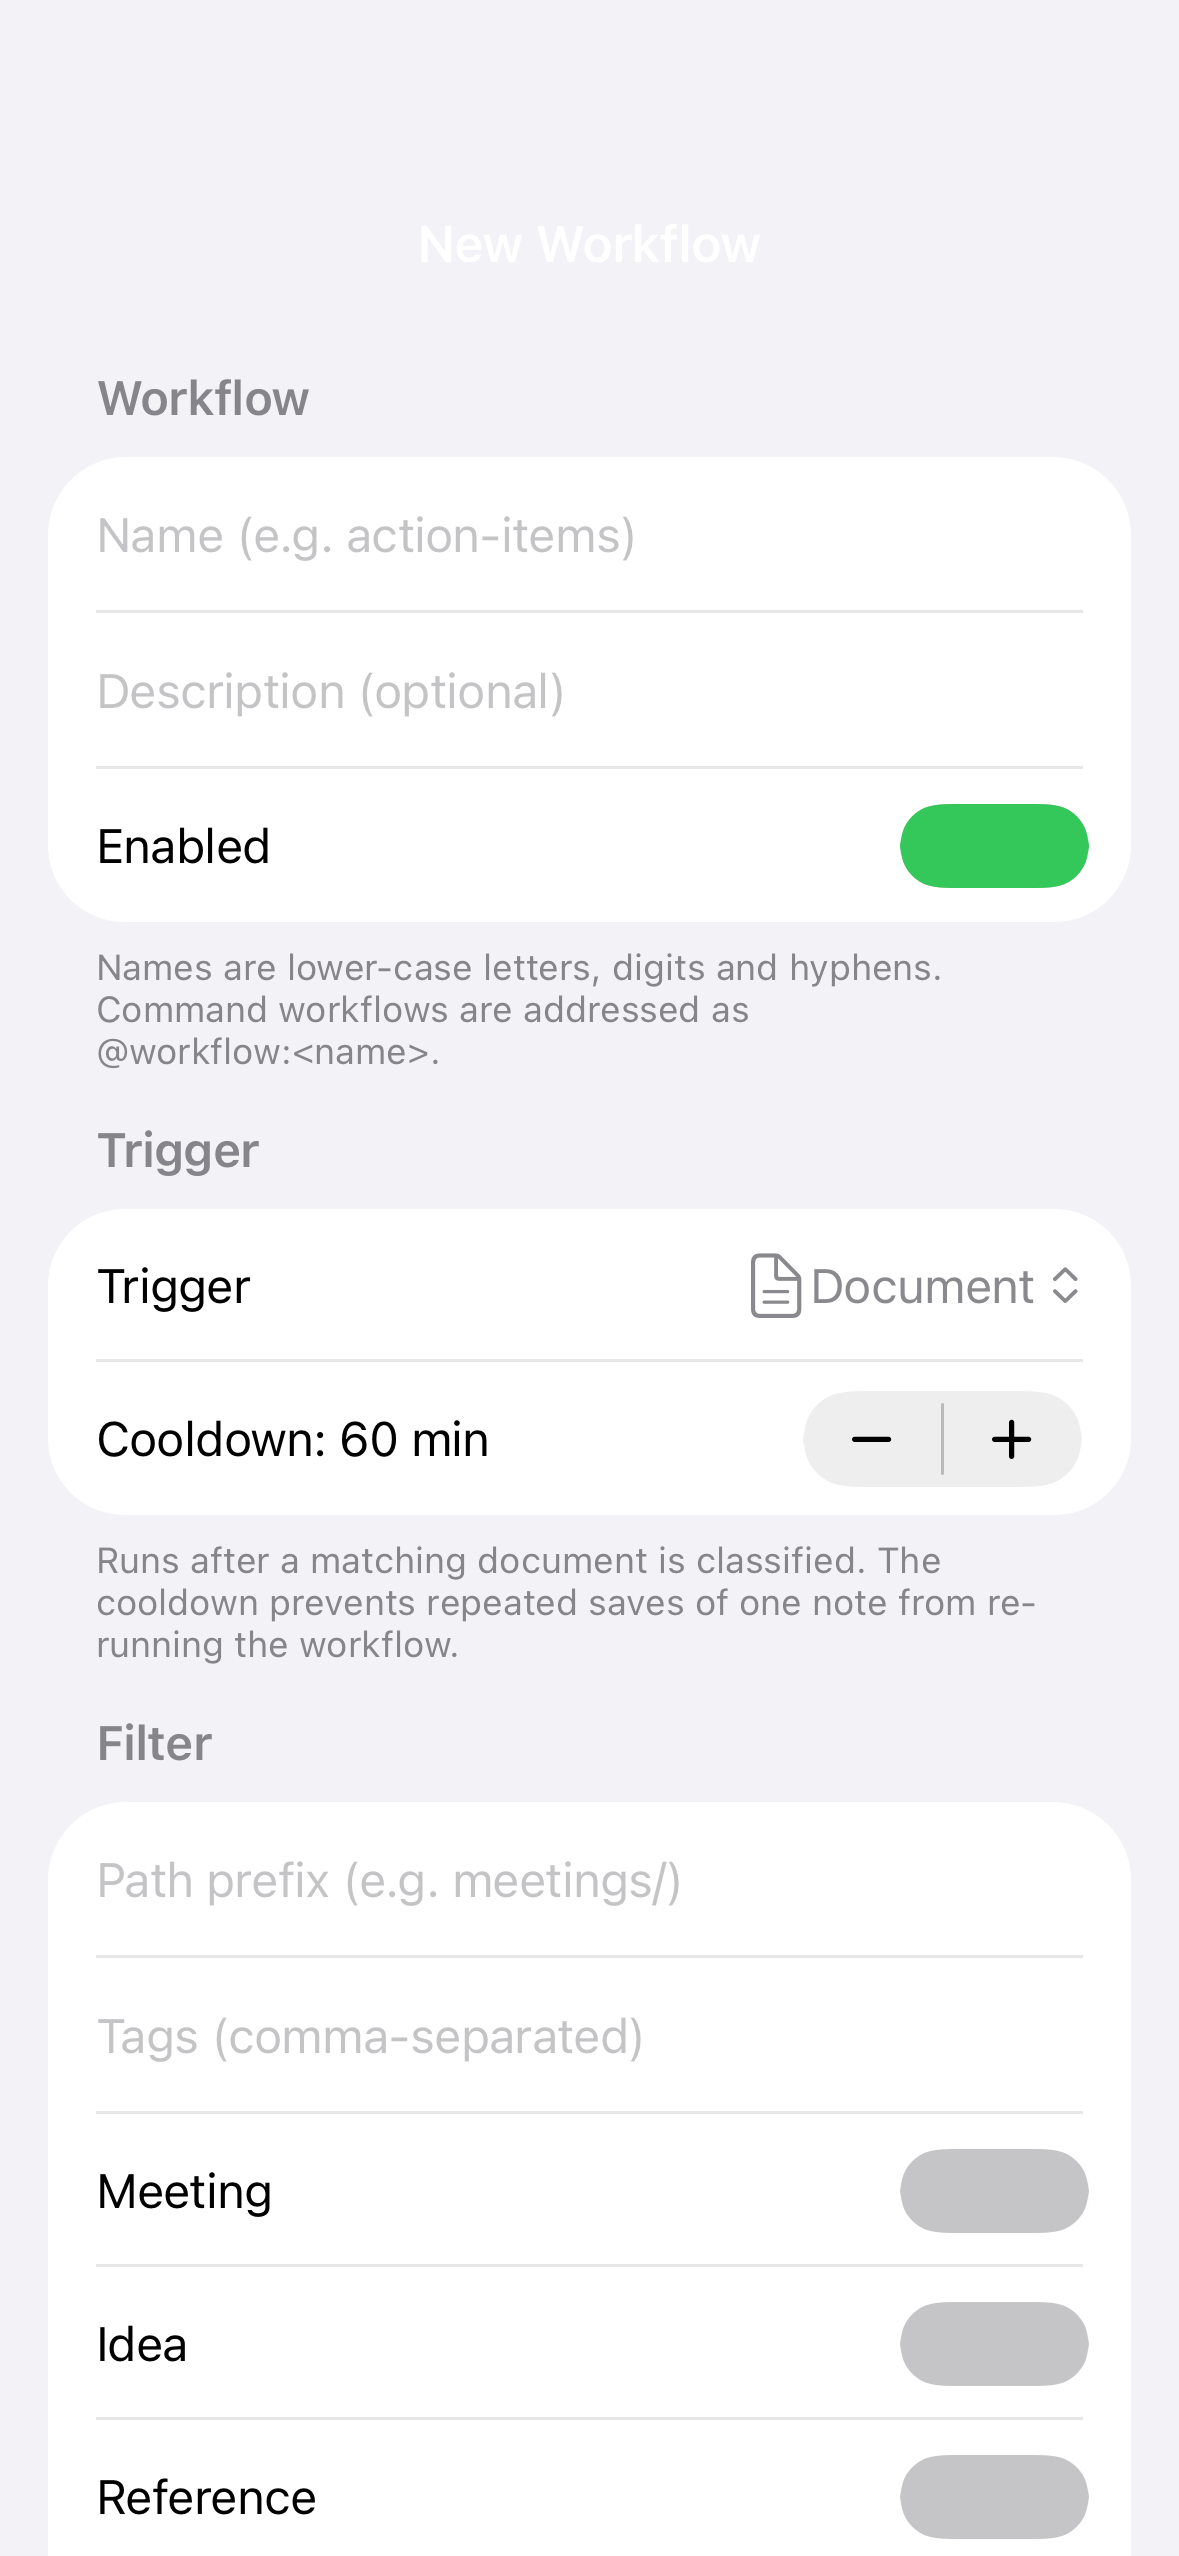 New Workflow
Workflow
Name (e.g. action-items)
Description (optional)
Enabled
Names are lower-case letters, digits and hyphens.
Command workflows are addressed as
@workflow:<name>.
Trigger
Trigger Document
Cooldown: 60 min
Runs after a matching document is classified. The
cooldown prevents repeated saves of one note from re-
running the workflow.
Filter
Path prefix (e.g. meetings/)
Tags (comma-separated)
Meeting
Idea
Reference